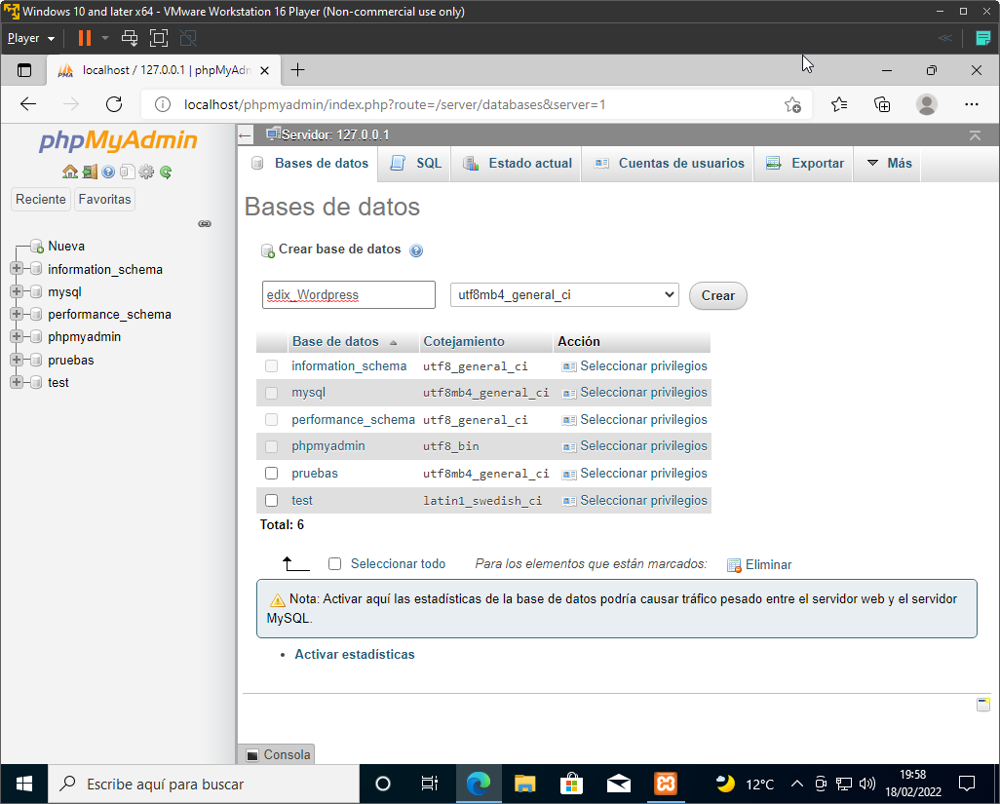 Windows 10 and later x64 - VMware Workstation 16 Player (Non-commercial use only)
Player
localhost / 127.0.0.1 | phpMyAdn
localhost/phpmyadmin/index.php?route=/server/databases&server=1
phpMyAdmin
Reciente Favoritas
Nueva
information_schema
mysql
performance_schema
phpmyadmin
pruebas
test
Servidor: 127.0.0.1
Bases de datos SQL Estado actual Cuentas de usuarios Exportar Más
Bases de datos
Crear base de datos
edix_Wordpress utf8mb4_general_ci Crear
Base de datos Cotejamiento Acción
information_schema utf8_general_ci Seleccionar privilegios
mysql utf8mb4_general_ci Seleccionar privilegios
performance_schema utf8_general_ci Seleccionar privilegios
phpmyadmin utf8_bin Seleccionar privilegios
pruebas utf8mb4_general_ci Seleccionar privilegios
test latin1_swedish_ci Seleccionar privilegios
Total: 6
Seleccionar todo Para los elementos que están marcados: Eliminar
Nota: Activar aquí las estadísticas de la base de datos podría causar tráfico pesado entre el servidor web y el servidor
MySQL.
• Activar estadísticas
Consola
Escribe aquí para buscar
12°C
19:58
18/02/2022